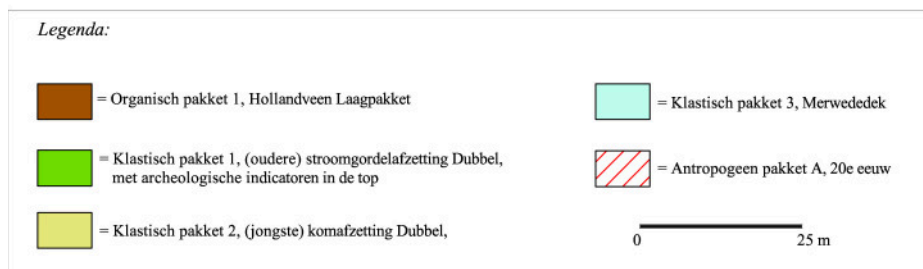 Legenda:
= Organisch pakket 1, Hollandveen Laagpakket
= Klastisch pakket 1, (oudere) stroomgordelafzetting Dubbel,
met archeologische indicatoren in de top
= Klastisch pakket 2, (jongste) komafzetting Dubbel,
= Klastisch pakket 3, Merwededek
= Antropogeen pakket A, 20e eeuw
0 25 m